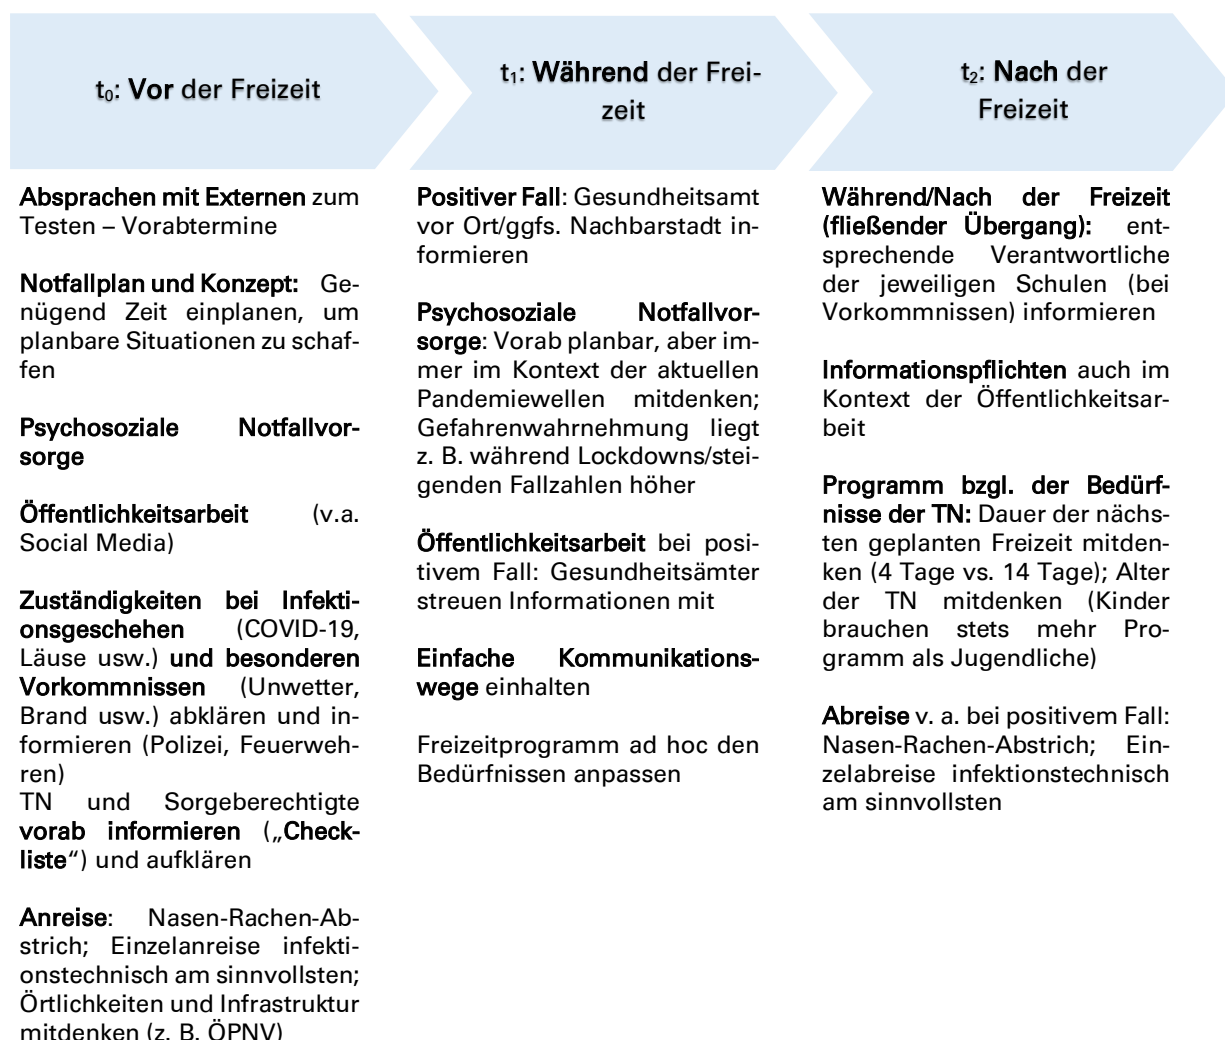 t₀: Vor der Freizeit
t₁: Während der Frei-
zeit
t₂: Nach der
Freizeit
Absprachen mit Externen zum
Testen – Vorabtermine
Notfallplan und Konzept: Ge-
nügend Zeit einplanen, um
planbare Situationen zu schaf-
fen
Psychosoziale Notfallvor-
sorge
Öffentlichkeitsarbeit (v.a.
Social Media)
Zuständigkeiten bei Infekti-
onsgeschehen (COVID-19,
Läuse usw.) und besonderen
Vorkommnissen (Unwetter,
Brand usw.) abklären und in-
formieren (Polizei, Feuerweh-
ren)
TN und Sorgeberechtigte
vorab informieren („Check-
liste“) und aufklären
Anreise: Nasen-Rachen-Ab-
strich; Einzelanreise infekti-
onstechnisch am sinnvollsten;
Örtlichkeiten und Infrastruktur
mitdenken (z. B. ÖPNV)
Positiver Fall: Gesundheitsamt
vor Ort/ggfs. Nachbarstadt in-
formieren
Psychosoziale Notfallvor-
sorge: Vorab planbar, aber im-
mer im Kontext der aktuellen
Pandemiewellen mitdenken;
Gefahrenwahrnehmung liegt
z. B. während Lockdowns/stei-
genden Fallzahlen höher
Öffentlichkeitsarbeit bei posi-
tivem Fall: Gesundheitsämter
streuen Informationen mit
Einfache Kommunikations-
wege einhalten
Freizeitprogramm ad hoc den
Bedürfnissen anpassen
Während/Nach der Freizeit
(fließender Übergang): ent-
sprechende Verantwortliche
der jeweiligen Schulen (bei
Vorkommnissen) informieren
Informationspflichten auch im
Kontext der Öffentlichkeitsar-
beit
Programm bzgl. der Bedürf-
nisse der TN: Dauer der nächs-
ten geplanten Freizeit mitden-
ken (4 Tage vs. 14 Tage); Alter
der TN mitdenken (Kinder
brauchen stets mehr Pro-
gramm als Jugendliche)
Abreise v. a. bei positivem Fall:
Nasen-Rachen-Abstrich; Ein-
zelabreise infektionstechnisch
am sinnvollsten